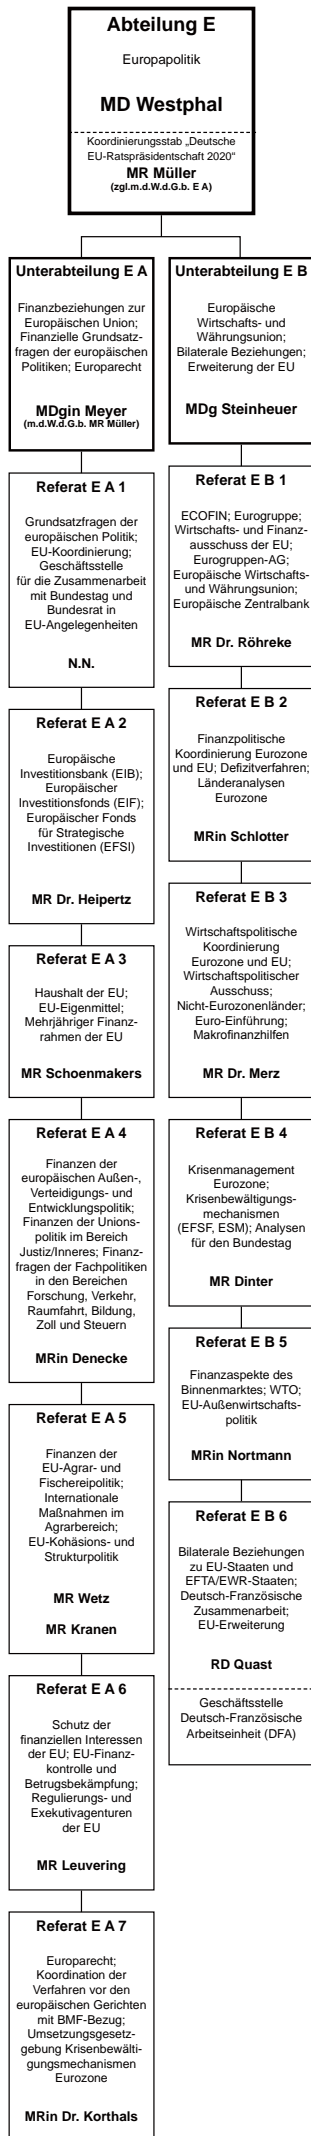 Abteilung E
Europapolitik
MD Westphal
Koordinierungsstab „Deutsche
EU-Ratspräsidentschaft 2020“
MR Müller
(zgl.m.d.W.d.G.b. E A)
Unterabteilung E A
Finanzbeziehungen zur
Europäischen Union;
Finanzielle Grundsatz-
fragen der europäischen
Politiken; Europarecht
MDgin Meyer
(m.d.W.d.G.b. MR Müller)
Referat E A 1
Grundsatzfragen der
europäischen Politik;
EU-Koordinierung;
Geschäftsstelle
für die Zusammenarbeit
mit Bundestag und
Bundesrat in
EU-Angelegenheiten
N.N.
Referat E A 2
Europäische
Investitionsbank (EIB);
Europäischer
Investitionsfonds (EIF);
Europäischer Fonds
für Strategische
Investitionen (EFSI)
MR Dr. Heipertz
Referat E A 3
Haushalt der EU;
EU-Eigenmittel;
Mehrjähriger Finanz-
rahmen der EU
MR Schoenmakers
Referat E A 4
Finanzen der
europäischen Außen-,
Verteidigungs- und
Entwicklungspolitik;
Finanzen der Unions-
politik im Bereich
Justiz/Inneres; Finanz-
fragen der Fachpolitiken
in den Bereichen
Forschung, Verkehr,
Raumfahrt, Bildung,
Zoll und Steuern
MRin Denecke
Referat E A 5
Finanzen der
EU-Agrar- und
Fischereipolitik;
Internationale
Maßnahmen im
Agrarbereich;
EU-Kohäsions- und
Strukturpolitik
MR Wetz
MR Kranen
Referat E A 6
Schutz der
finanziellen Interessen
der EU; EU-Finanz-
kontrolle und
Betrugsbekämpfung;
Regulierungs- und
Exekutivagenturen
der EU
MR Leuvering
Referat E A 7
Europarecht;
Koordination der
Verfahren vor den
europäischen Gerichten
mit BMF-Bezug;
Umsetzungsgesetz-
gebung Krisenbewälti-
gungsmechanismen
Eurozone
MRin Dr. Korthals
Unterabteilung E B
Europäische
Wirtschafts- und
Währungsunion;
Bilaterale Beziehungen;
Erweiterung der EU
MDg Steinheuer
Referat E B 1
ECOFIN; Eurogruppe;
Wirtschafts- und Finanz-
ausschuss der EU;
Eurogruppen-AG;
Europäische Wirtschafts-
und Währungsunion;
Europäische Zentralbank
MR Dr. Röhreke
Referat E B 2
Finanzpolitische
Koordinierung Eurozone
und EU; Defizitverfahren;
Länderanalysen
Eurozone
MRin Schlotter
Referat E B 3
Wirtschaftspolitische
Koordinierung
Eurozone und EU;
Wirtschaftspolitischer
Ausschuss;
Nicht-Eurozonenländer;
Euro-Einführung;
Makrofinanzhilfen
MR Dr. Merz
Referat E B 4
Krisenmanagement
Eurozone;
Krisenbewältigungs-
mechanismen
(EFSF, ESM); Analysen
für den Bundestag
MR Dinter
Referat E B 5
Finanzaspekte des
Binnenmarktes; WTO;
EU-Außenwirtschafts-
politik
MRin Nortmann
Referat E B 6
Bilaterale Beziehungen
zu EU-Staaten und
EFTA/EWR-Staaten;
Deutsch-Französische
Zusammenarbeit;
EU-Erweiterung
RD Quast
Geschäftsstelle
Deutsch-Französische
Arbeitseinheit (DFA)